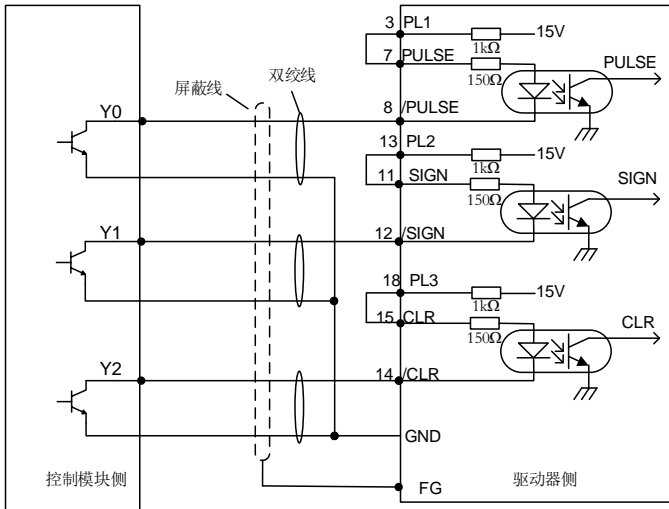 3 PL1
15V
1kΩ
7 PULSE
150Ω
PULSE
双绞线
屏蔽线
Y0
8 /PULSE
13 PL2
15V
1kΩ
11 SIGN
150Ω
SIGN
Y1
12 /SIGN
18 PL3
15V
1kΩ
15 CLR
150Ω
CLR
Y2
14 /CLR
GND
控制模块侧
驱动器侧
FG